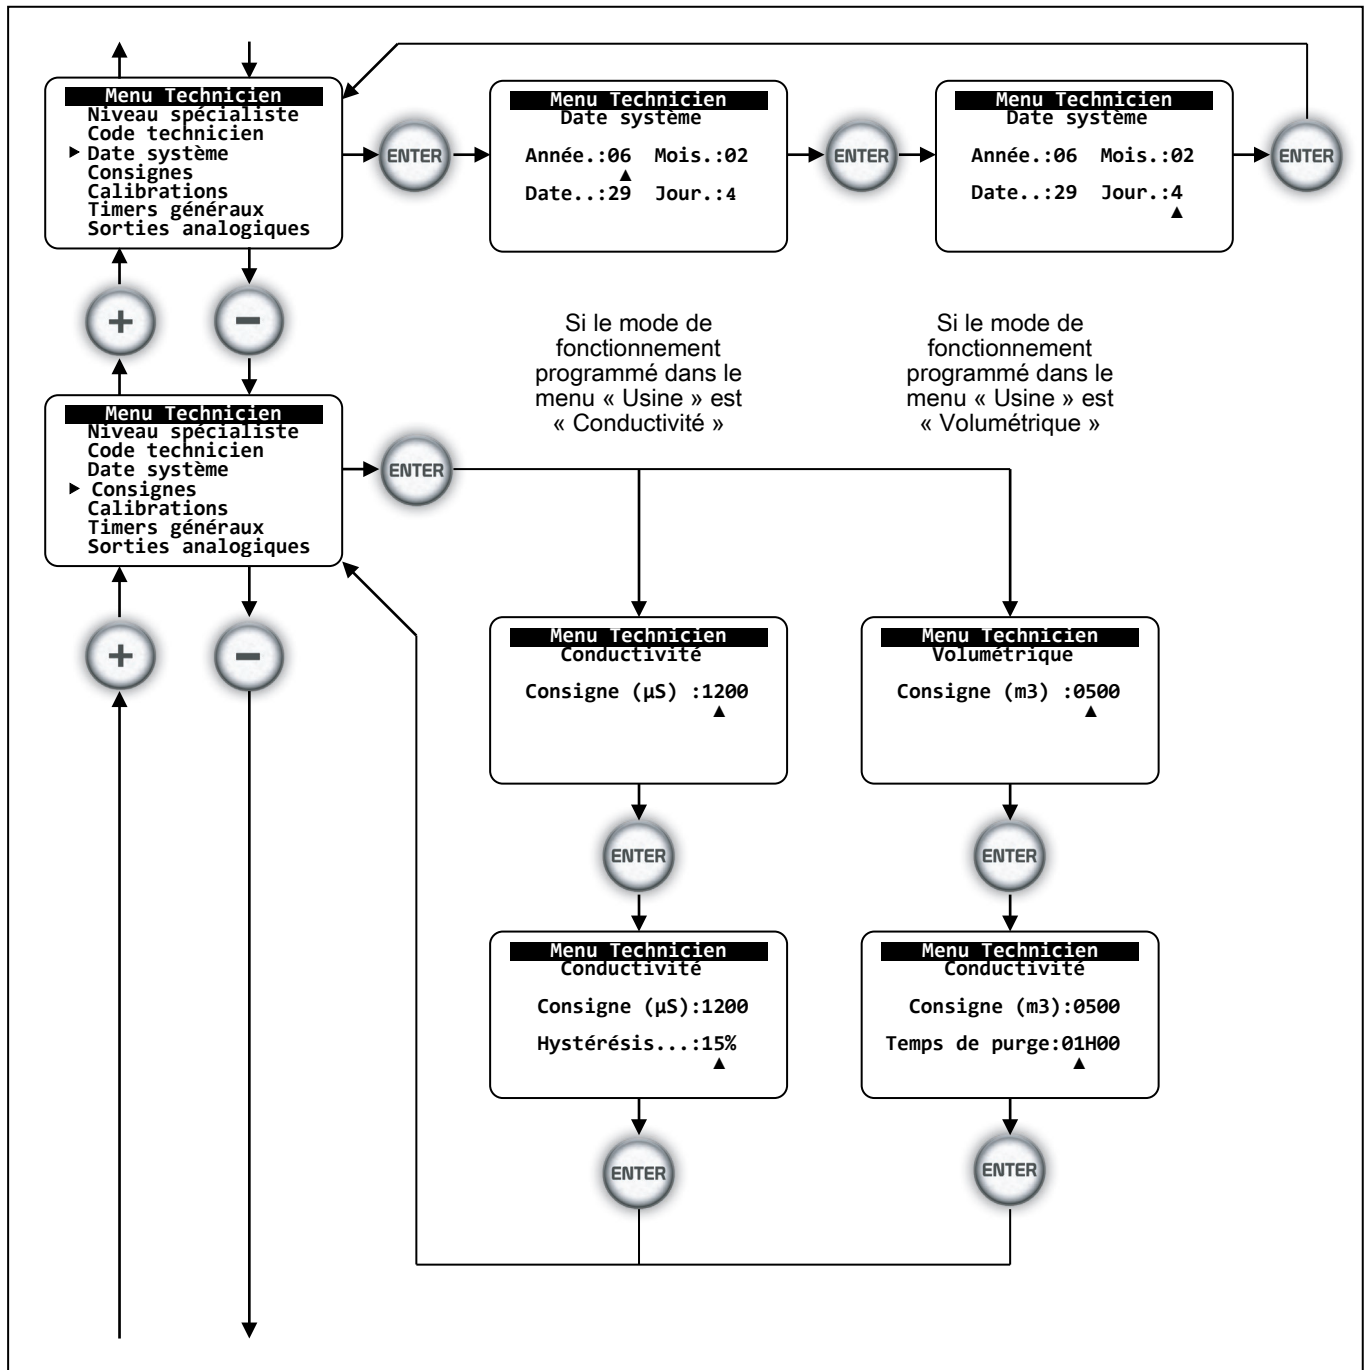 Menu Technicien
Niveau spécialiste
Code technicien
▶ Date système
Consignes
Calibrations
Timers généraux
Sorties analogiques
ENTER
Menu Technicien
Date système
Année.:06 Mois.:02
▲
Date..:29 Jour.:4
ENTER
Menu Technicien
Date système
Année.:06 Mois.:02
Date..:29 Jour.:4
▲
ENTER
+
-
Si le mode de
fonctionnement
programmé dans le
menu « Usine » est
« Conductivité »
Si le mode de
fonctionnement
programmé dans le
menu « Usine » est
« Volumétrique »
Menu Technicien
Niveau spécialiste
Code technicien
Date système
▶ Consignes
Calibrations
Timers généraux
Sorties analogiques
ENTER
+
-
Menu Technicien
Conductivité
Consigne (µS) :1200
▲
Menu Technicien
Volumétrique
Consigne (m3) :0500
▲
ENTER
ENTER
Menu Technicien
Conductivité
Consigne (µS):1200
Hystérésis...:15%
▲
Menu Technicien
Conductivité
Consigne (m3):0500
Temps de purge:01H00
▲
ENTER
ENTER